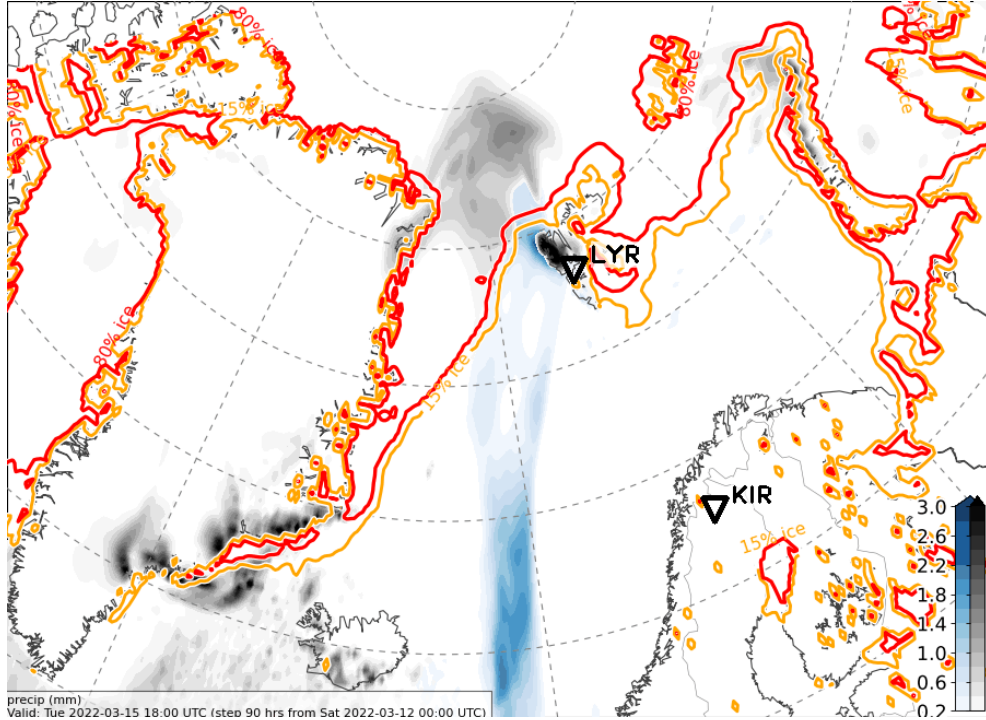 80% ice
80% ice
15% ice
80% ice
5% ice
LYR
80% ice
15% ice
KIR
15% ice
3.0
2.6
2.2
1.8
1.4
1.0
0.6
0.2
precip (mm)
Valid: Tue 2022-03-15 18:00 UTC (step 90 hrs from Sat 2022-03-12 00:00 UTC)